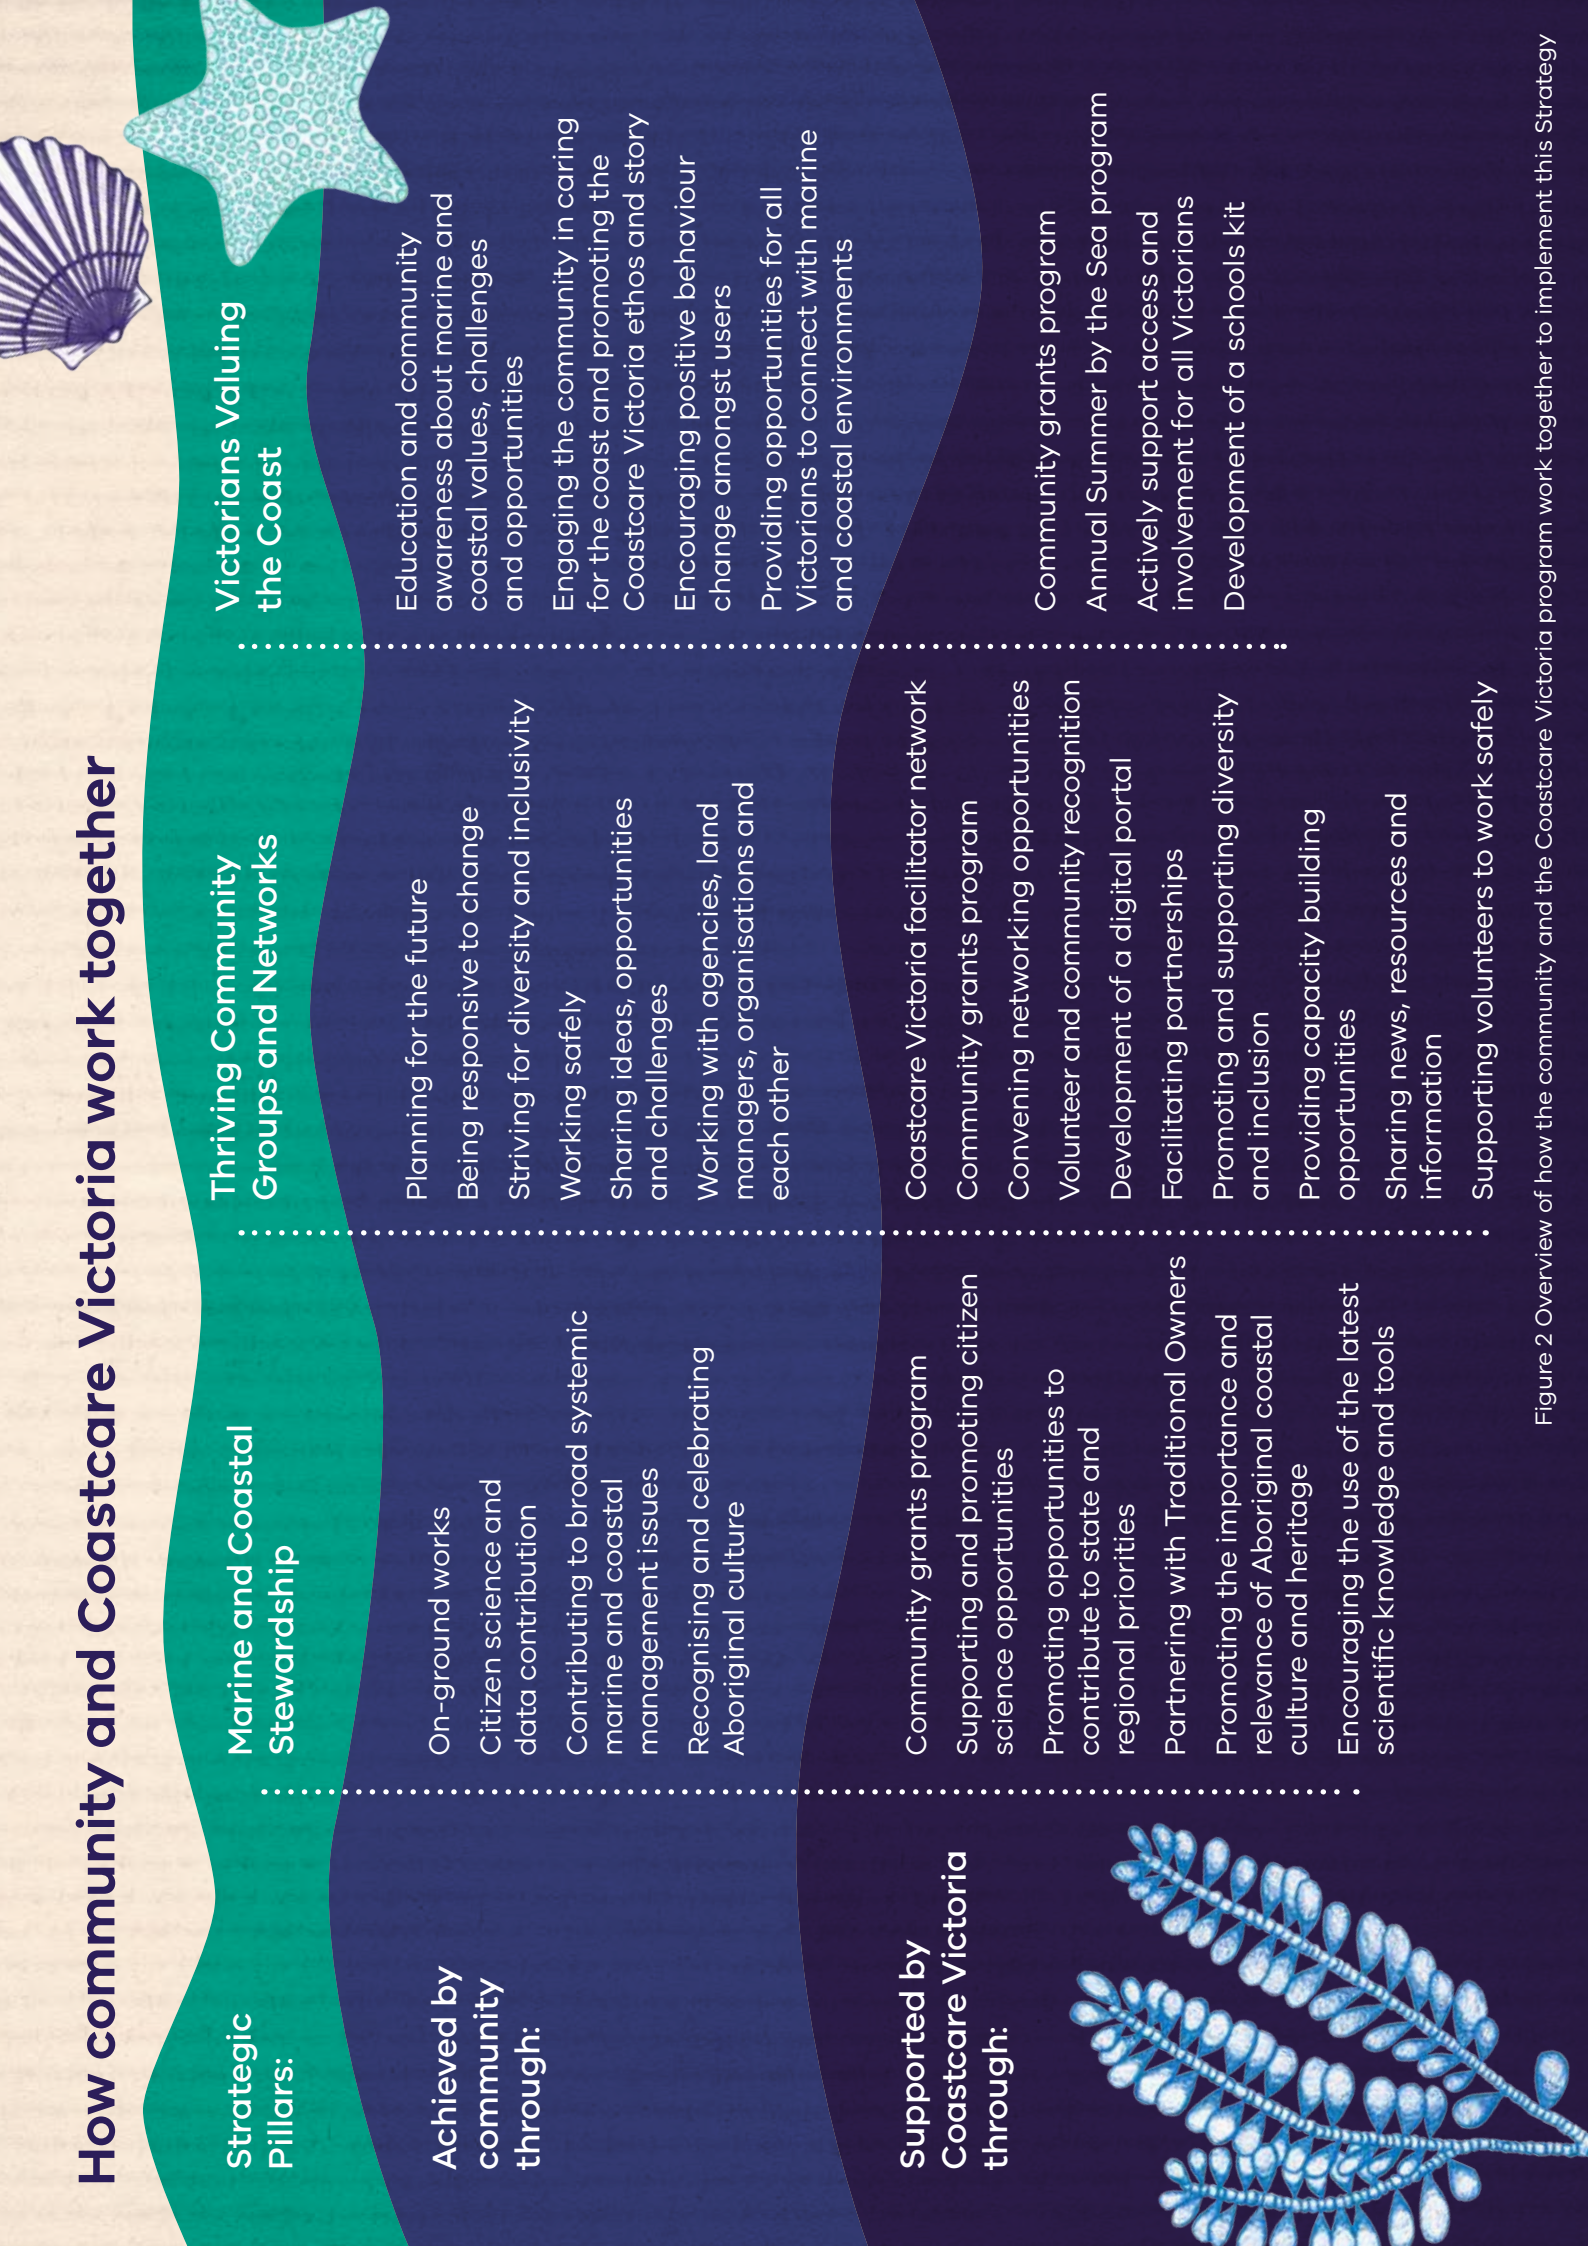 How community and Coastcare Victoria work together
Strategic
Pillars:
Marine and Coastal
Stewardship
Thriving Community
Groups and Networks
Victorians Valuing
the Coast
Achieved by
community
through:
On-ground works
Citizen science and
data contribution
Contributing to broad systemic
marine and coastal
management issues
Recognising and celebrating
Aboriginal culture
Planning for the future
Being responsive to change
Striving for diversity and inclusivity
Working safely
Sharing ideas, opportunities
and challenges
Working with agencies, land
managers, organisations and
each other
Education and community
awareness about marine and
coastal values, challenges
and opportunities
Engaging the community in caring
for the coast and promoting the
Coastcare Victoria ethos and story
Encouraging positive behaviour
change amongst users
Providing opportunities for all
Victorians to connect with marine
and coastal environments
Supported by
Coastcare Victoria
through:
Community grants program
Supporting and promoting citizen
science opportunities
Promoting opportunities to
contribute to state and
regional priorities
Partnering with Traditional Owners
Promoting the importance and
relevance of Aboriginal coastal
culture and heritage
Encouraging the use of the latest
scientific knowledge and tools
Coastcare Victoria facilitator network
Community grants program
Convening networking opportunities
Volunteer and community recognition
Development of a digital portal
Facilitating partnerships
Promoting and supporting diversity
and inclusion
Providing capacity building
opportunities
Sharing news, resources and
information
Supporting volunteers to work safely
Community grants program
Annual Summer by the Sea program
Actively support access and
involvement for all Victorians
Development of a schools kit
Figure 2 Overview of how the community and the Coastcare Victoria program work together to implement this Strategy